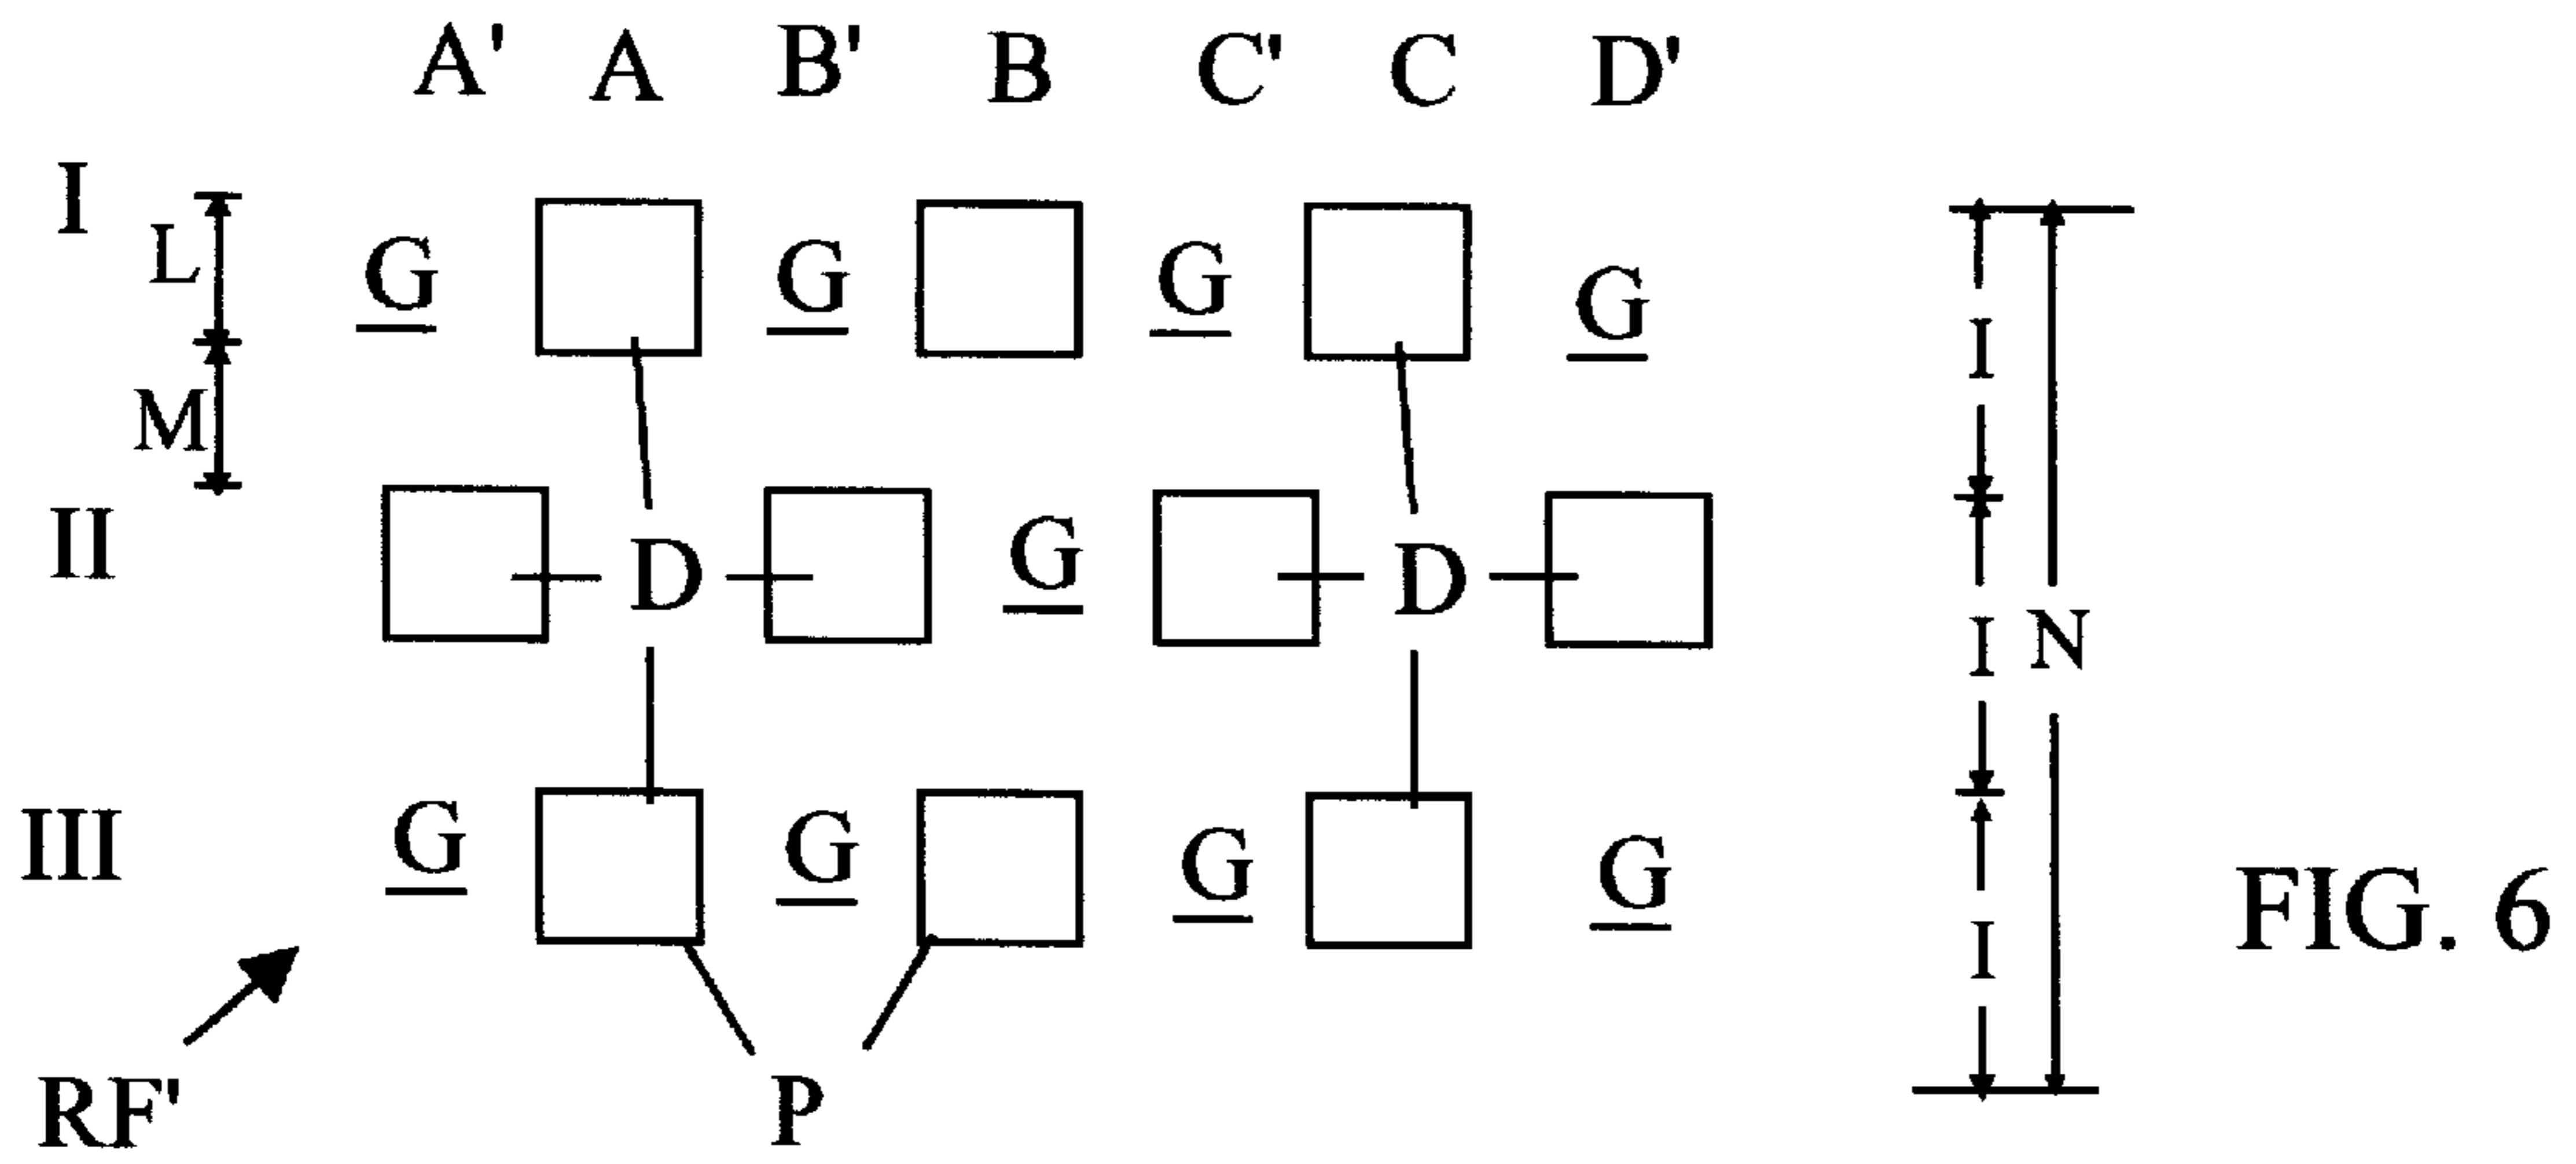 A' A B' B C' C D'
I
L
G G G G
I
M
II
D G D
I N
III
G G G G
I
FIG. 6
RF'
P